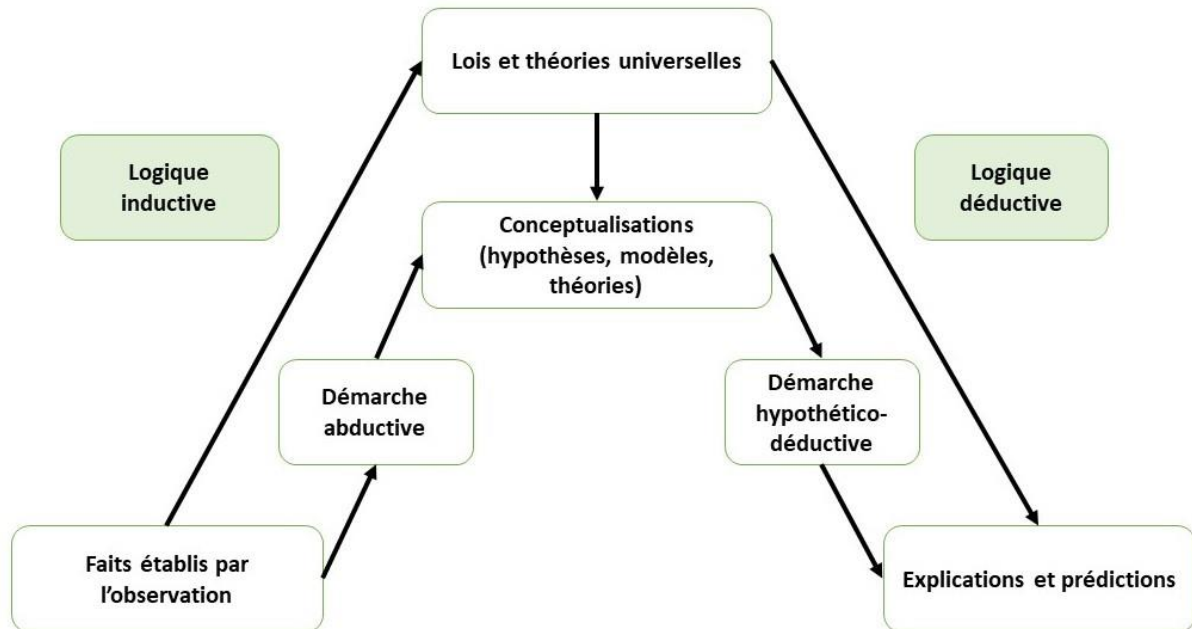 Lois et théories universelles
Logique
inductive
Logique
déductive
Conceptualisations
(hypothèses, modèles,
théories)
Démarche
abductive
Démarche
hypothético-
déductive
Faits établis par
l’observation
Explications et prédictions